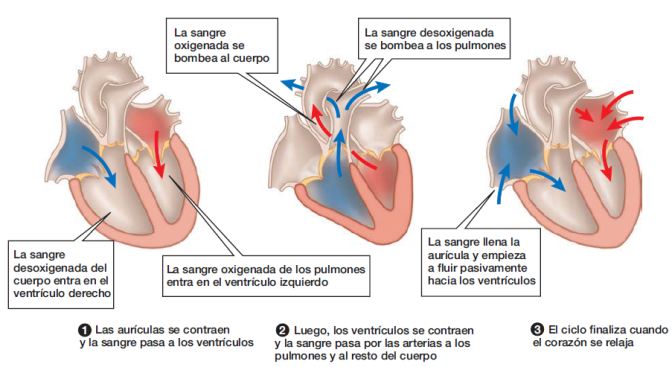 La sangre
oxigenada se
bombea al cuerpo
La sangre desoxigenada
se bombea a los pulmones
La sangre
desoxigenada del
cuerpo entra en el
ventrículo derecho
La sangre oxigenada de los pulmones
entra en el ventrículo izquierdo
La sangre llena la
aurícula y empieza
a fluir pasivamente
hacia los ventrículos
1 Las aurículas se contraen
y la sangre pasa a los ventrículos
2 Luego, los ventrículos se contraen
y la sangre pasa por las arterias a los
pulmones y al resto del cuerpo
3 El ciclo finaliza cuando
el corazón se relaja